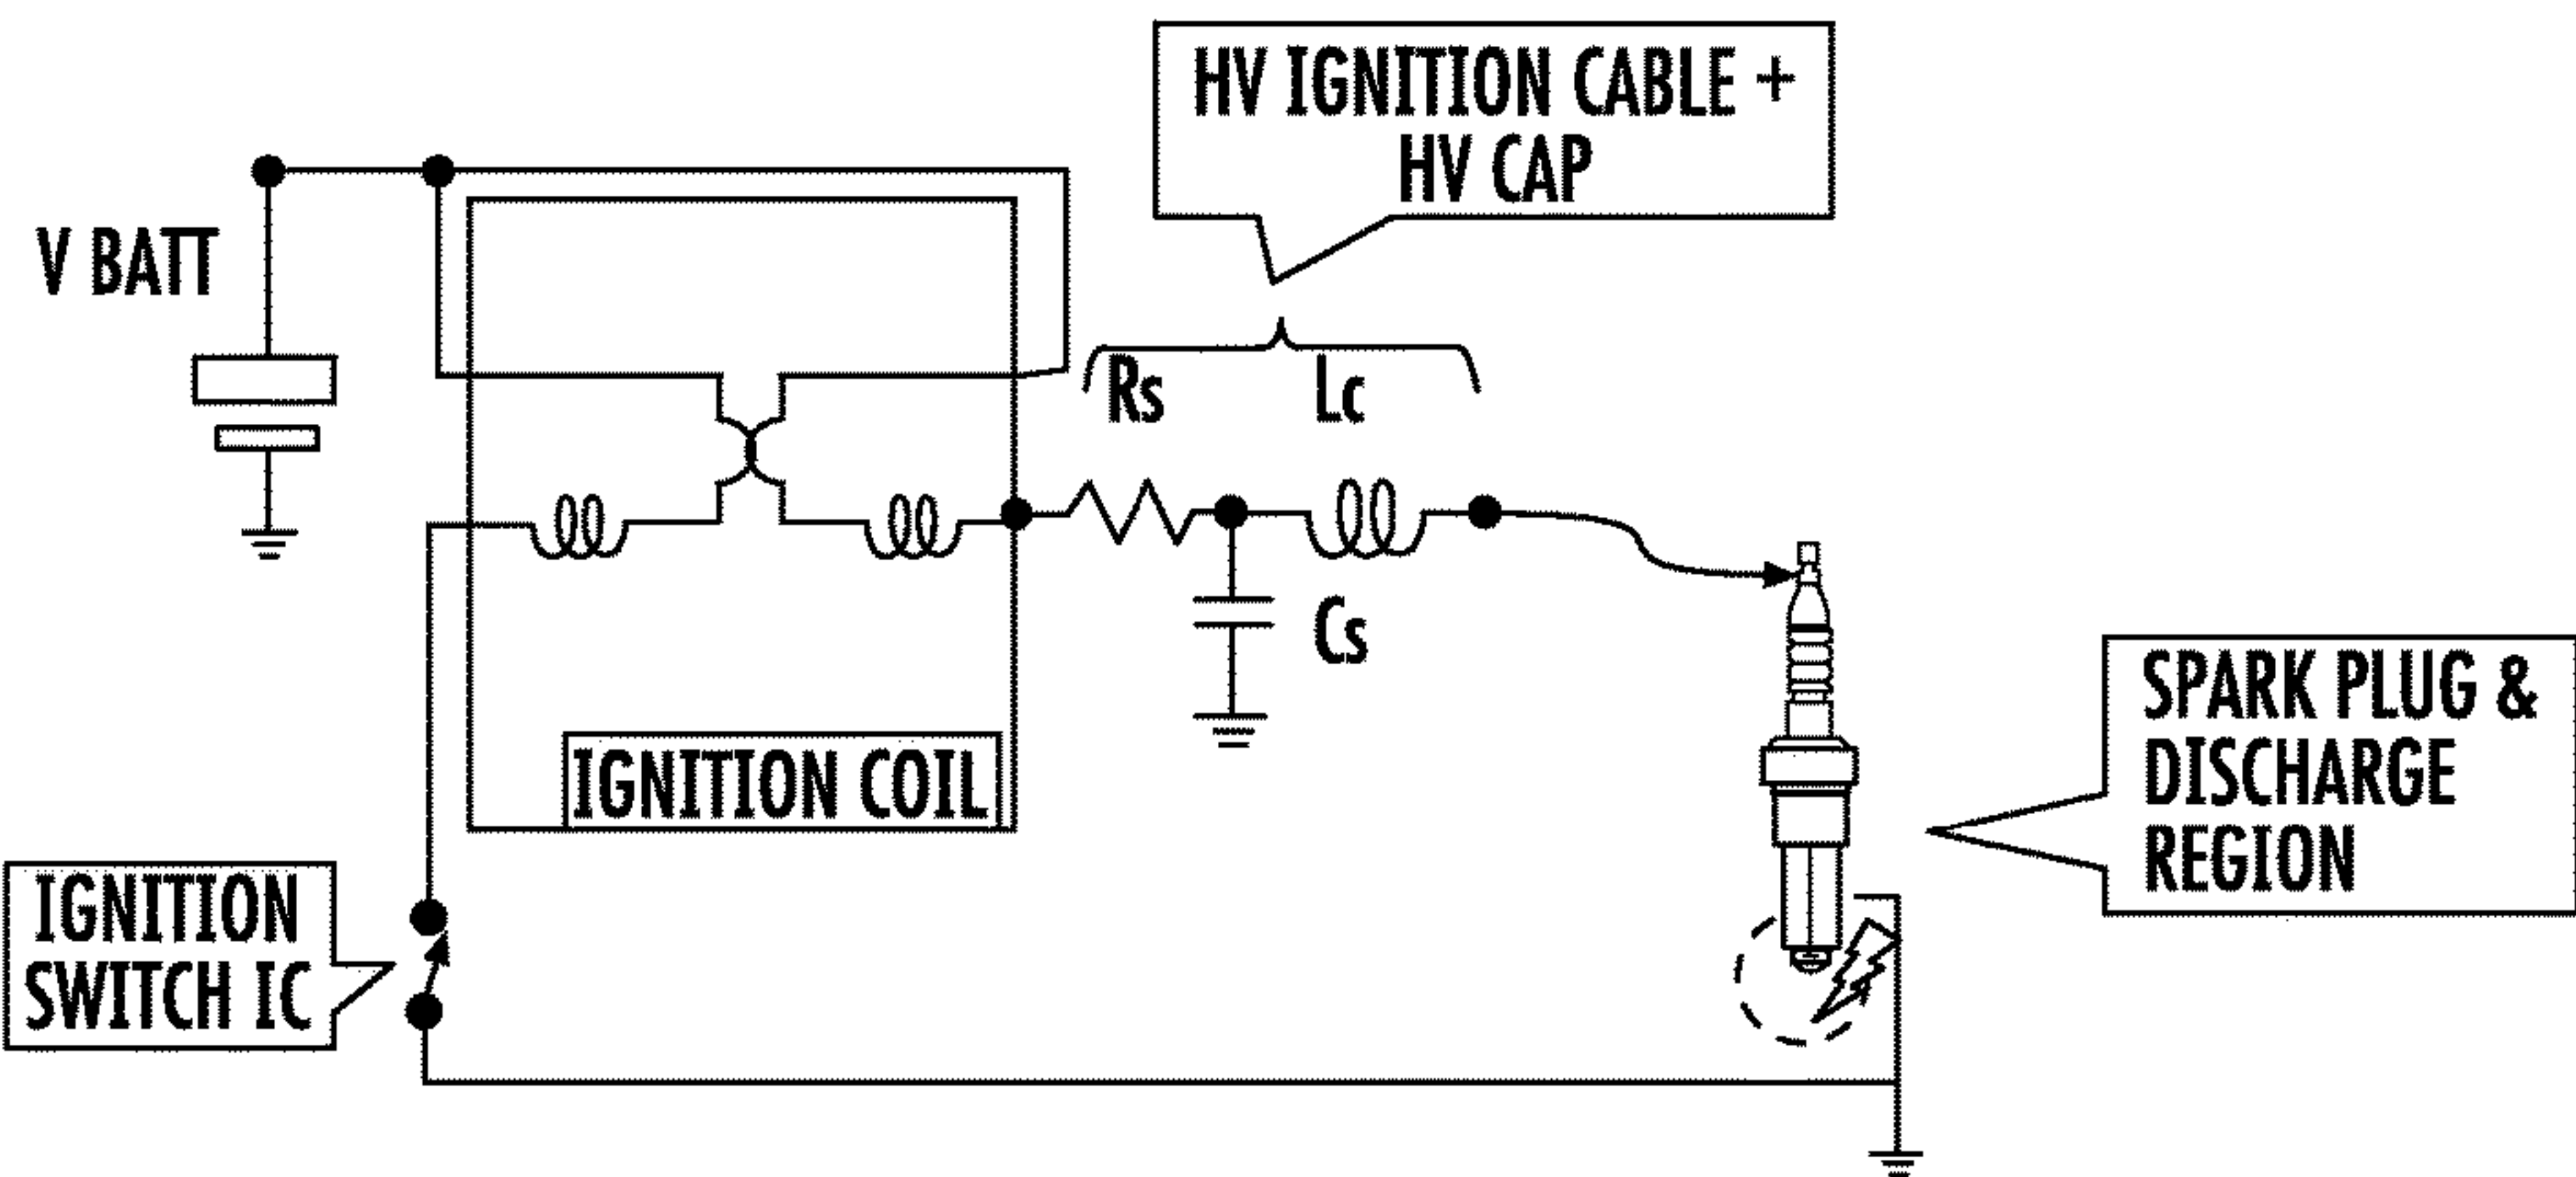 HV IGNITION CABLE +
HV CAP
V BATT
Rs
Lc
Cs
IGNITION COIL
SPARK PLUG &
DISCHARGE
REGION
IGNITION
SWITCH IC